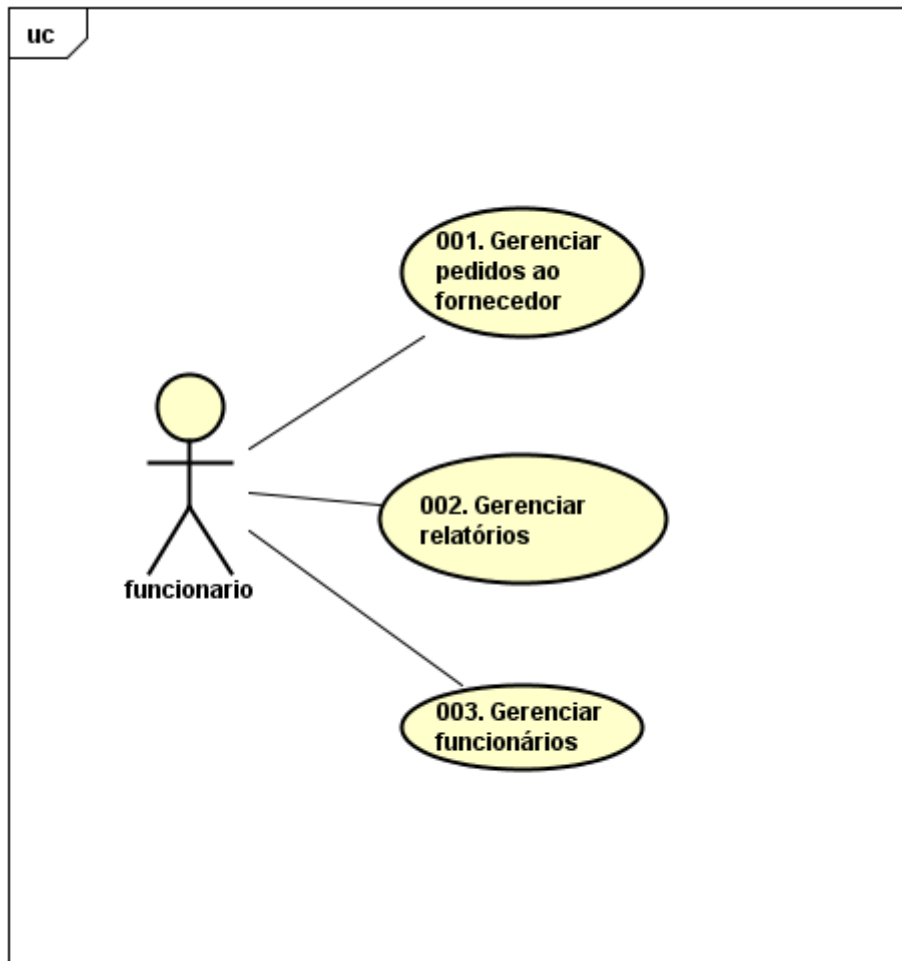 uc
001. Gerenciar
pedidos ao
fornecedor
002. Gerenciar
relatórios
funcionario
003. Gerenciar
funcionários